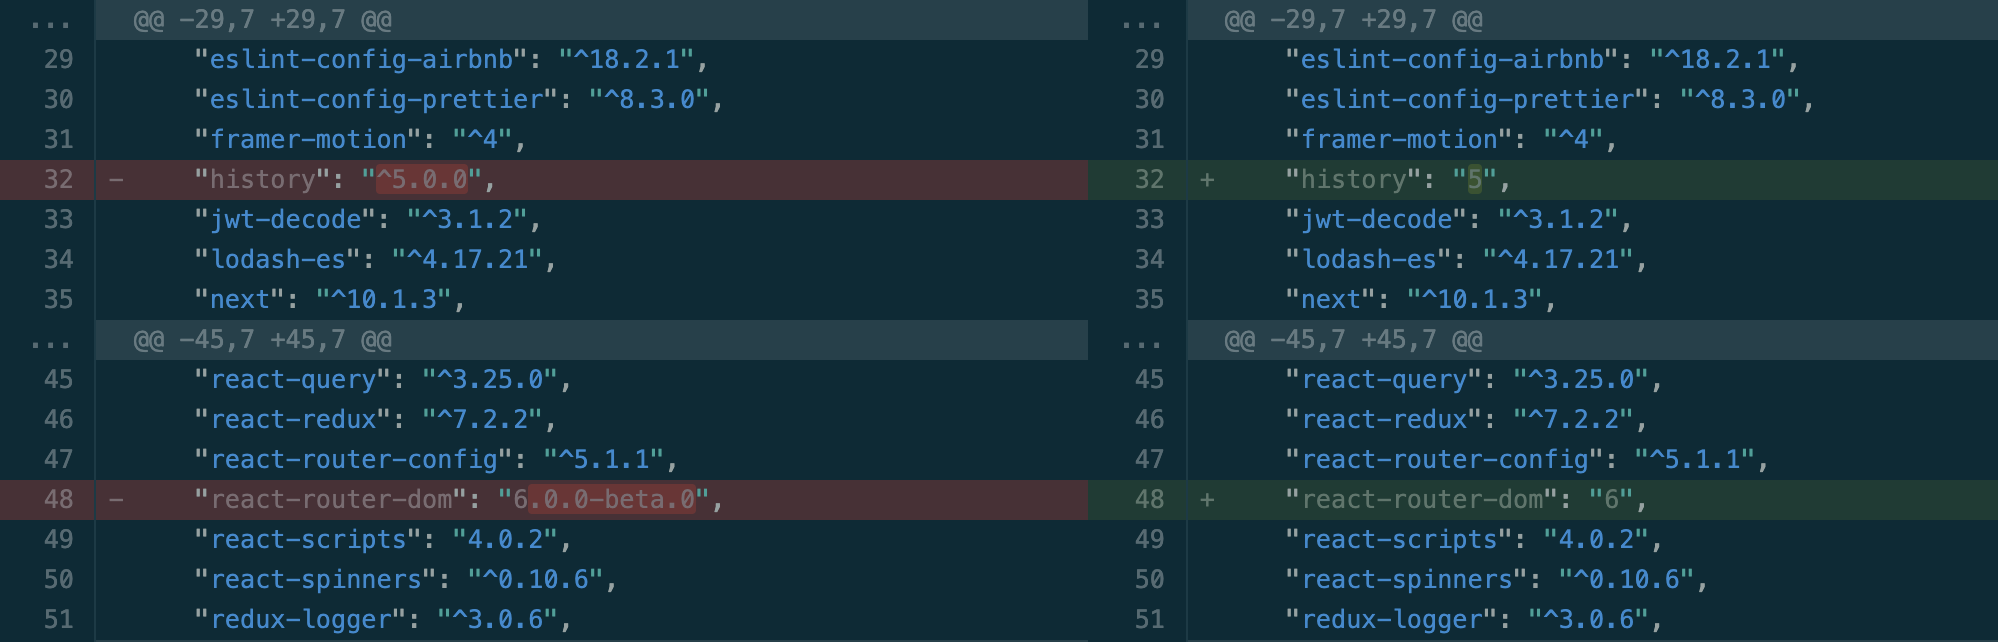 ... @@ -29,7 +29,7 @@
29 "eslint-config-airbnb": "^18.2.1",
30 "eslint-config-prettier": "^8.3.0",
31 "framer-motion": "^4",
32 - "history": "^5.0.0",
33 "jwt-decode": "^3.1.2",
34 "lodash-es": "^4.17.21",
35 "next": "^10.1.3",
... @@ -45,7 +45,7 @@
45 "react-query": "^3.25.0",
46 "react-redux": "^7.2.2",
47 "react-router-config": "^5.1.1",
48 - "react-router-dom": "6.0.0-beta.0",
49 "react-scripts": "4.0.2",
50 "react-spinners": "^0.10.6",
51 "redux-logger": "^3.0.6",
... @@ -29,7 +29,7 @@
29 "eslint-config-airbnb": "^18.2.1",
30 "eslint-config-prettier": "^8.3.0",
31 "framer-motion": "^4",
32 + "history": "5",
33 "jwt-decode": "^3.1.2",
34 "lodash-es": "^4.17.21",
35 "next": "^10.1.3",
... @@ -45,7 +45,7 @@
45 "react-query": "^3.25.0",
46 "react-redux": "^7.2.2",
47 "react-router-config": "^5.1.1",
48 + "react-router-dom": "6",
49 "react-scripts": "4.0.2",
50 "react-spinners": "^0.10.6",
51 "redux-logger": "^3.0.6",